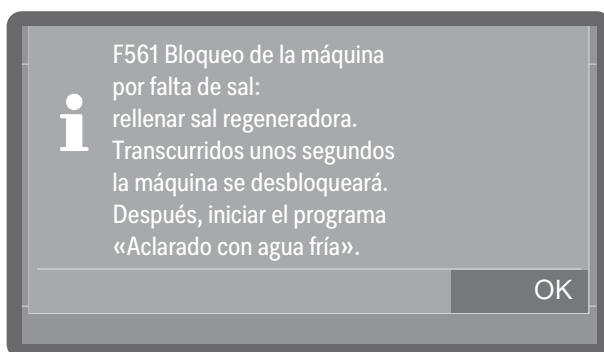 F561 Bloqueo de la máquina
por falta de sal:
rellenar sal regeneradora.
Transcurridos unos segundos
la máquina se desbloqueará.
Después, iniciar el programa
«Aclarado con agua fría».
OK